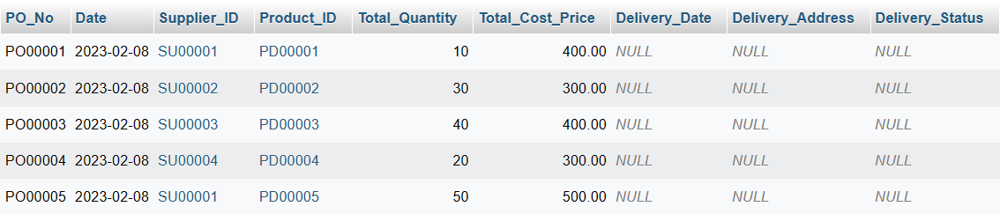 PO_No Date Supplier_ID Product_ID Total_Quantity Total_Cost_Price Delivery_Date Delivery_Address Delivery_Status
PO00001 2023-02-08 SU00001 PD00001 10 400.00 NULL NULL NULL
PO00002 2023-02-08 SU00002 PD00002 30 300.00 NULL NULL NULL
PO00003 2023-02-08 SU00003 PD00003 40 400.00 NULL NULL NULL
PO00004 2023-02-08 SU00004 PD00004 20 300.00 NULL NULL NULL
PO00005 2023-02-08 SU00001 PD00005 50 500.00 NULL NULL NULL